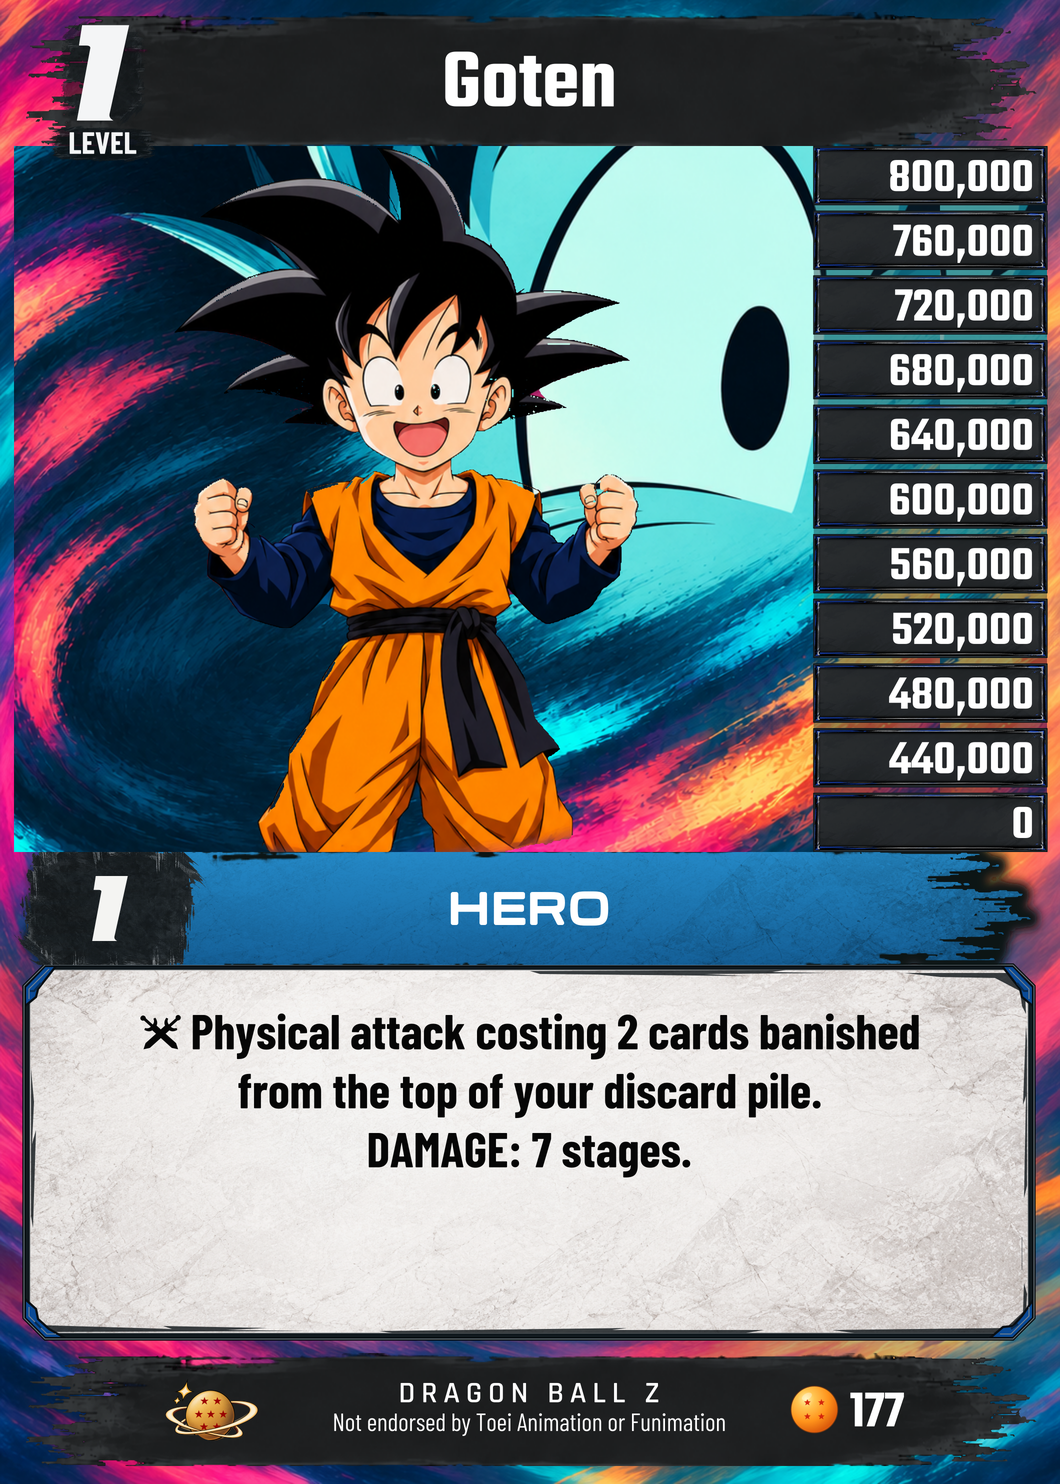 1
LEVEL
Goten
800,000
760,000
720,000
680,000
640,000
600,000
560,000
520,000
480,000
440,000
0
1
HERO
Physical attack costing 2 cards banished
from the top of your discard pile.
DAMAGE: 7 stages.
DRAGON BALL Z
Not endorsed by Toei Animation or Funimation
177